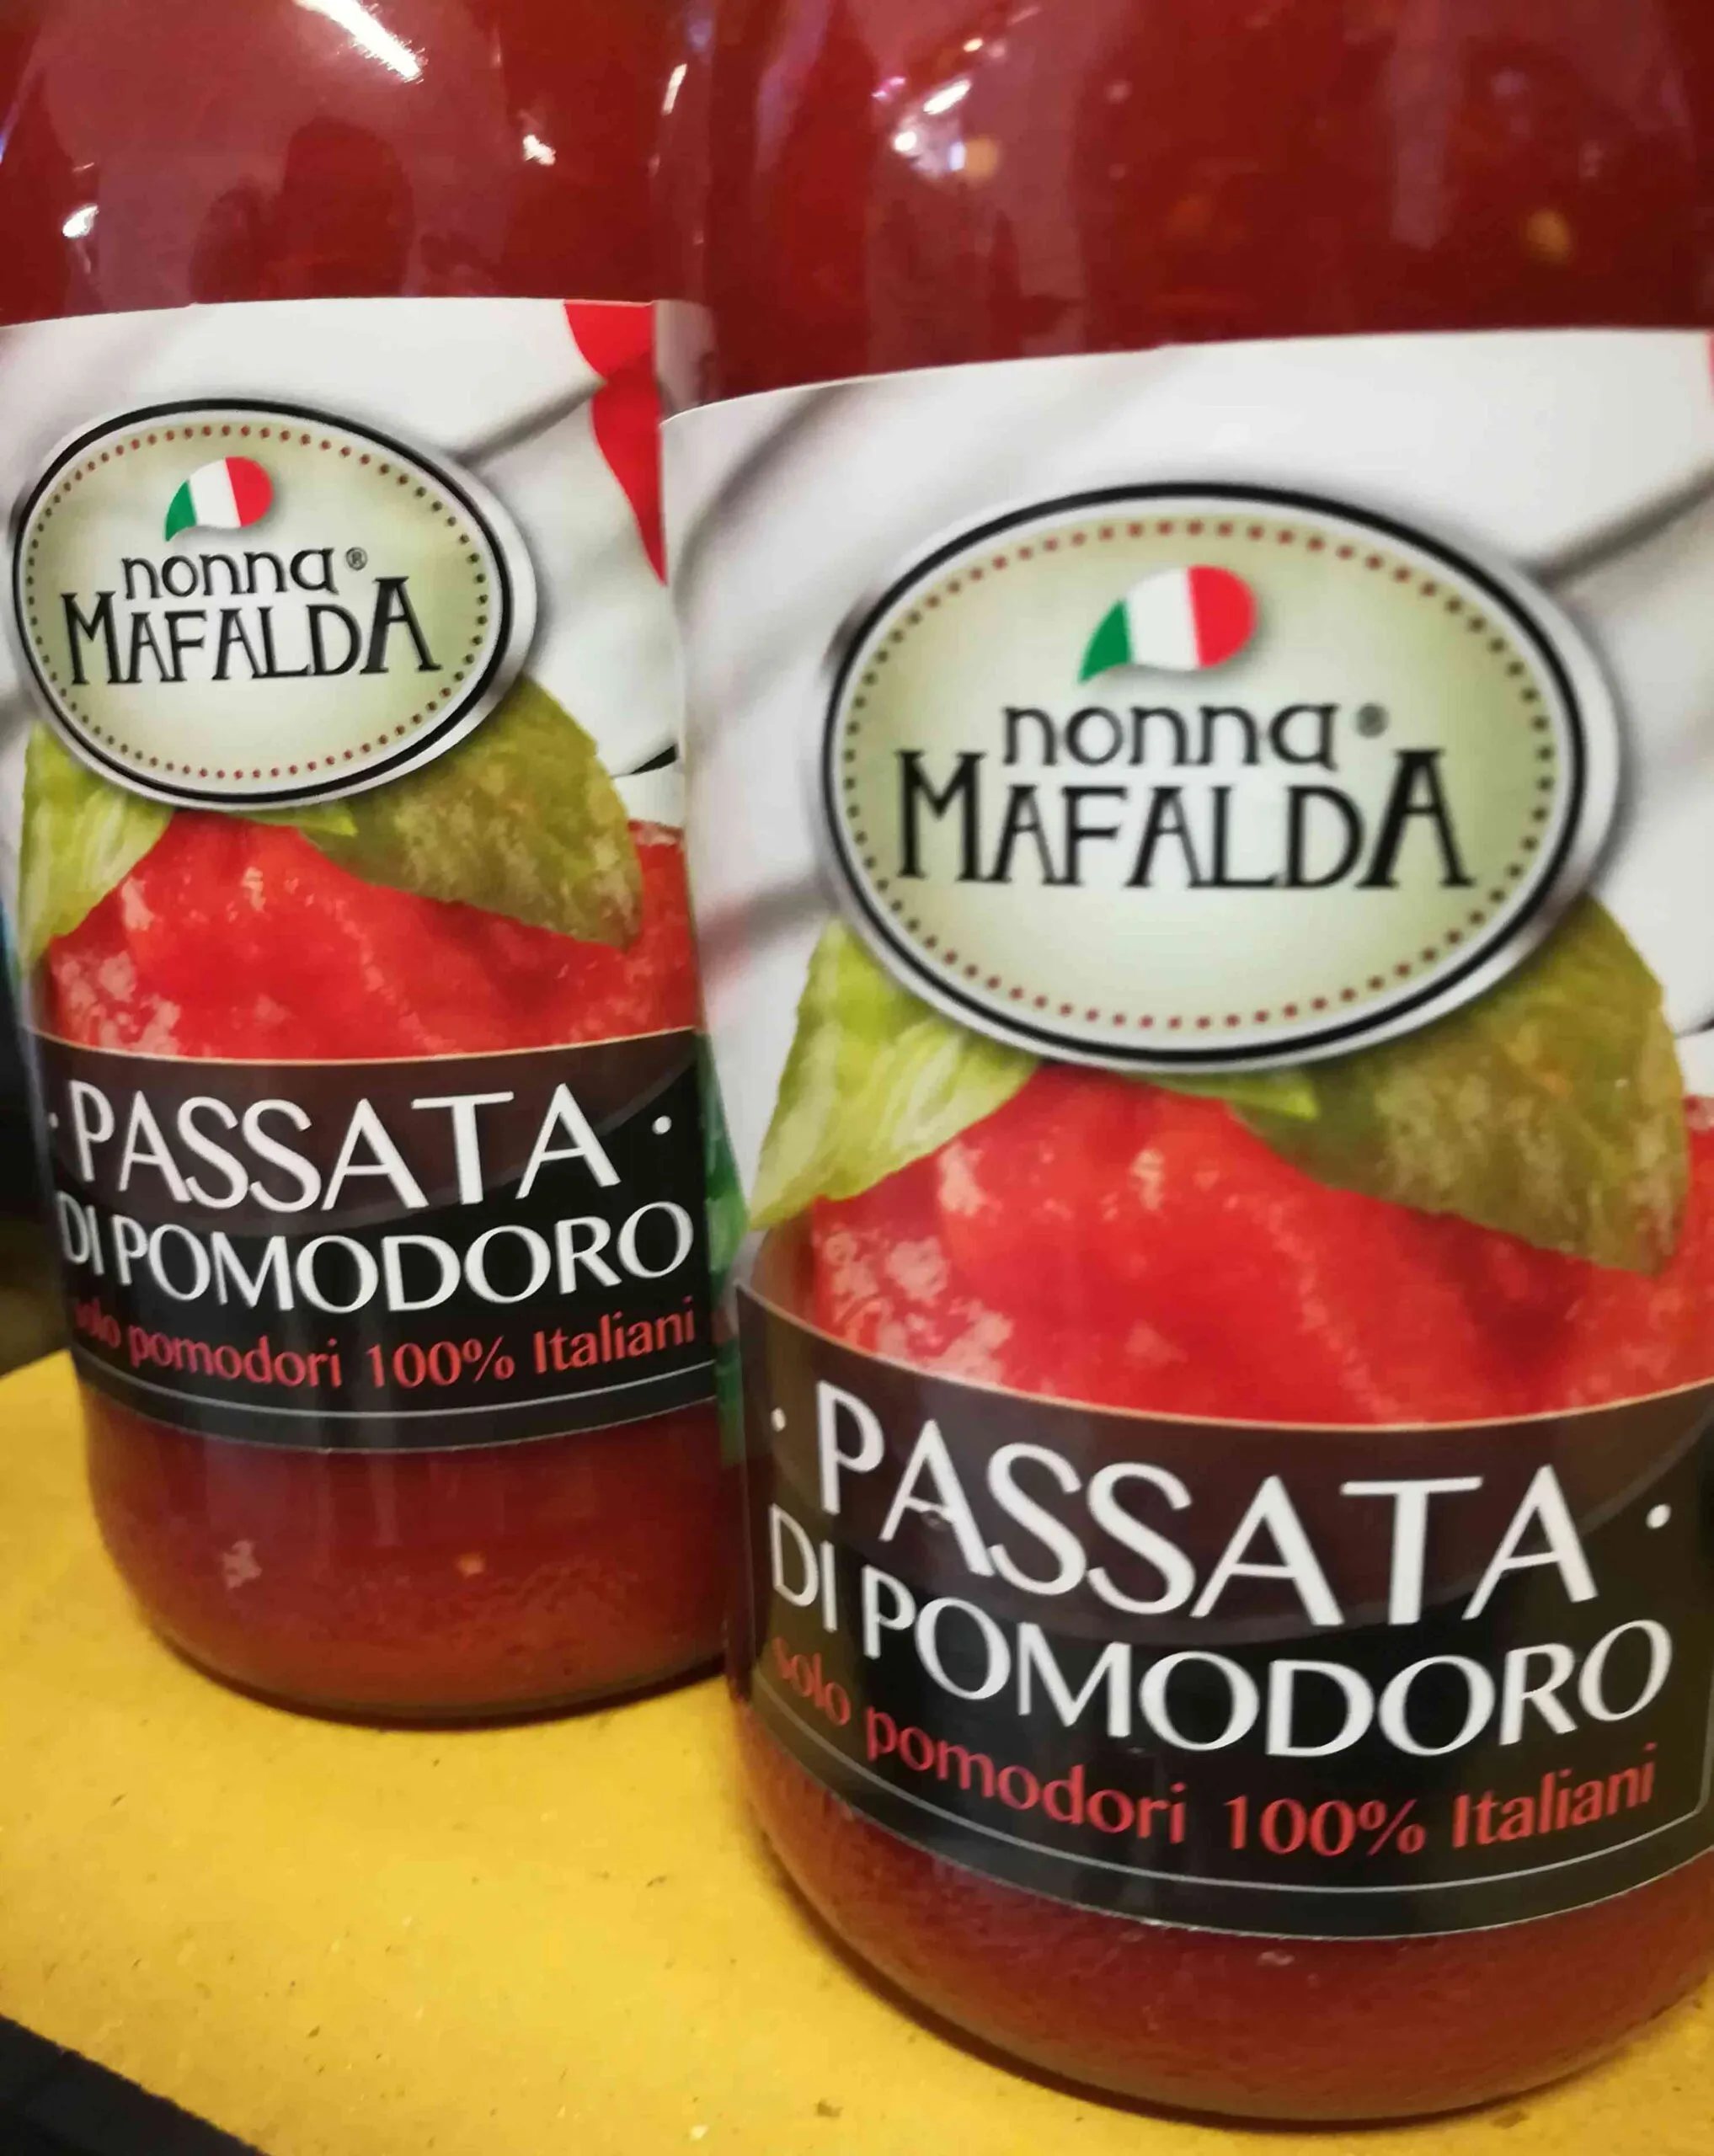 nonna®
MAFALDA
· PASSATA ·
DI POMODORO
solo pomodori 100% Italiani
nonna®
MAFALDA
· PASSATA ·
DI POMODORO
solo pomodori 100% Italiani